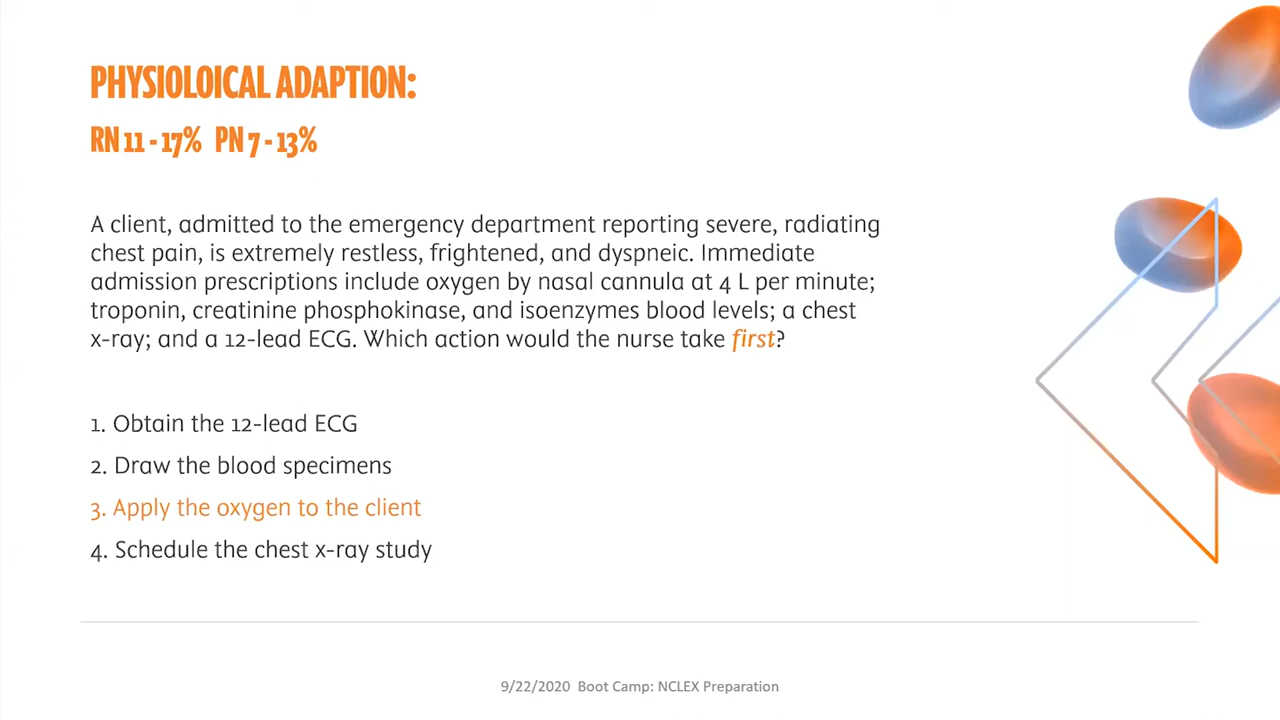 PHYSIOLOICAL ADAPTION:
RN 11 - 17% PN 7 - 13%
A client, admitted to the emergency department reporting severe, radiating
chest pain, is extremely restless, frightened, and dyspneic. Immediate
admission prescriptions include oxygen by nasal cannula at 4 L per minute;
troponin, creatinine phosphokinase, and isoenzymes blood levels; a chest
x-ray; and a 12-lead ECG. Which action would the nurse take first?
1. Obtain the 12-lead ECG
2. Draw the blood specimens
3. Apply the oxygen to the client
4. Schedule the chest x-ray study
9/22/2020 Boot Camp: NCLEX Preparation